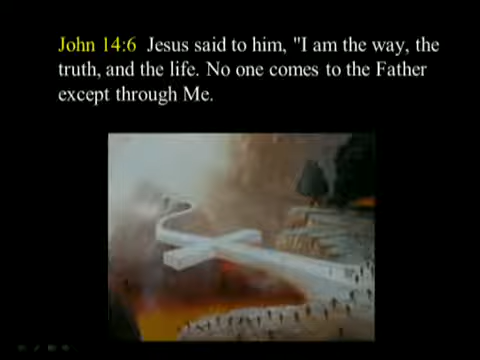 John 14:6 Jesus said to him, "I am the way, the
truth, and the life. No one comes to the Father
except through Me.